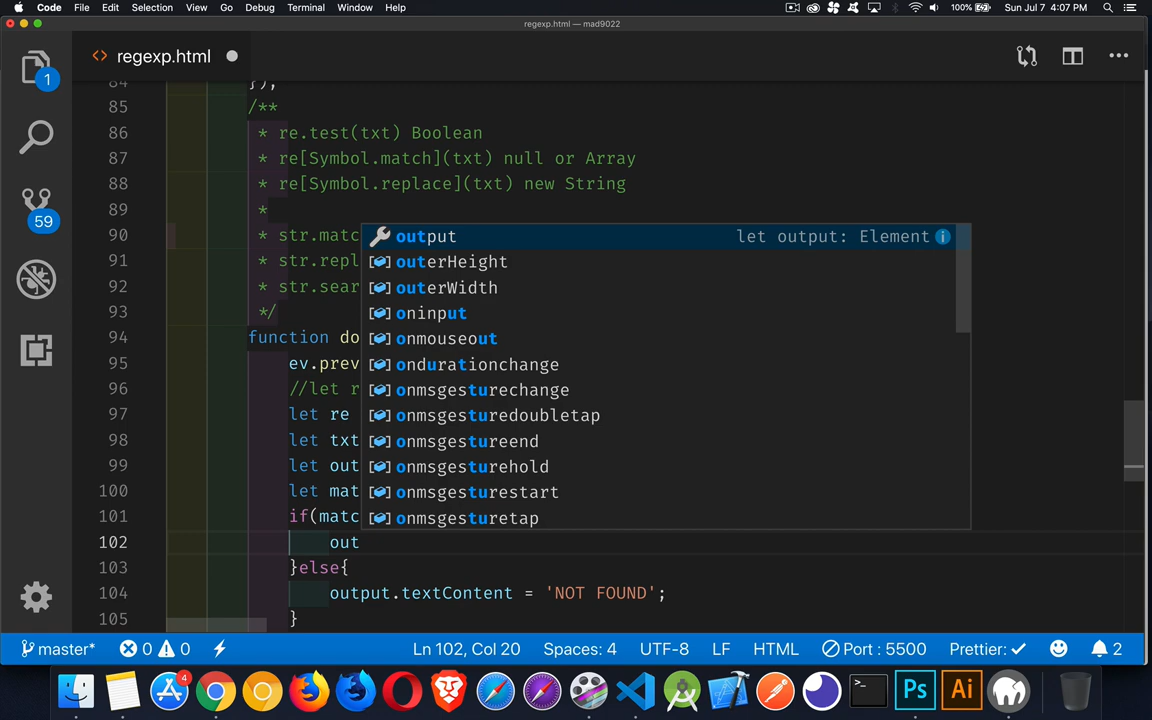 Code File Edit Selection View Go Debug Terminal Window Help 100% Sun Jul 7 4:07 PM
regexp.html — mad9022
1 <> regexp.html
84 });
85 /**
86 * re.test(txt) Boolean
87 * re[Symbol.match](txt) null or Array
88 * re[Symbol.replace](txt) new String
89 *
59
90 * str.matc
91 * str.repl
92 * str.sear
93 */
94 function do
95 ev.prev
96 //let r
97 let re
98 let txt
99 let out
100 let mat
101 if(matc
102 out
103 }else{
104 output.textContent = 'NOT FOUND';
105 }
output let output: Element
outerHeight
outerWidth
oninput
onmouseout
ondurationchange
onmsgesturechange
onmsgesturedoubletap
onmsgestureend
onmsgesturehold
onmsgesturestart
onmsgesturetap
master* 0 0 Ln 102, Col 20 Spaces: 4 UTF-8 LF HTML Port : 5500 Prettier: ✓ 2
4 >_ Ps Ai